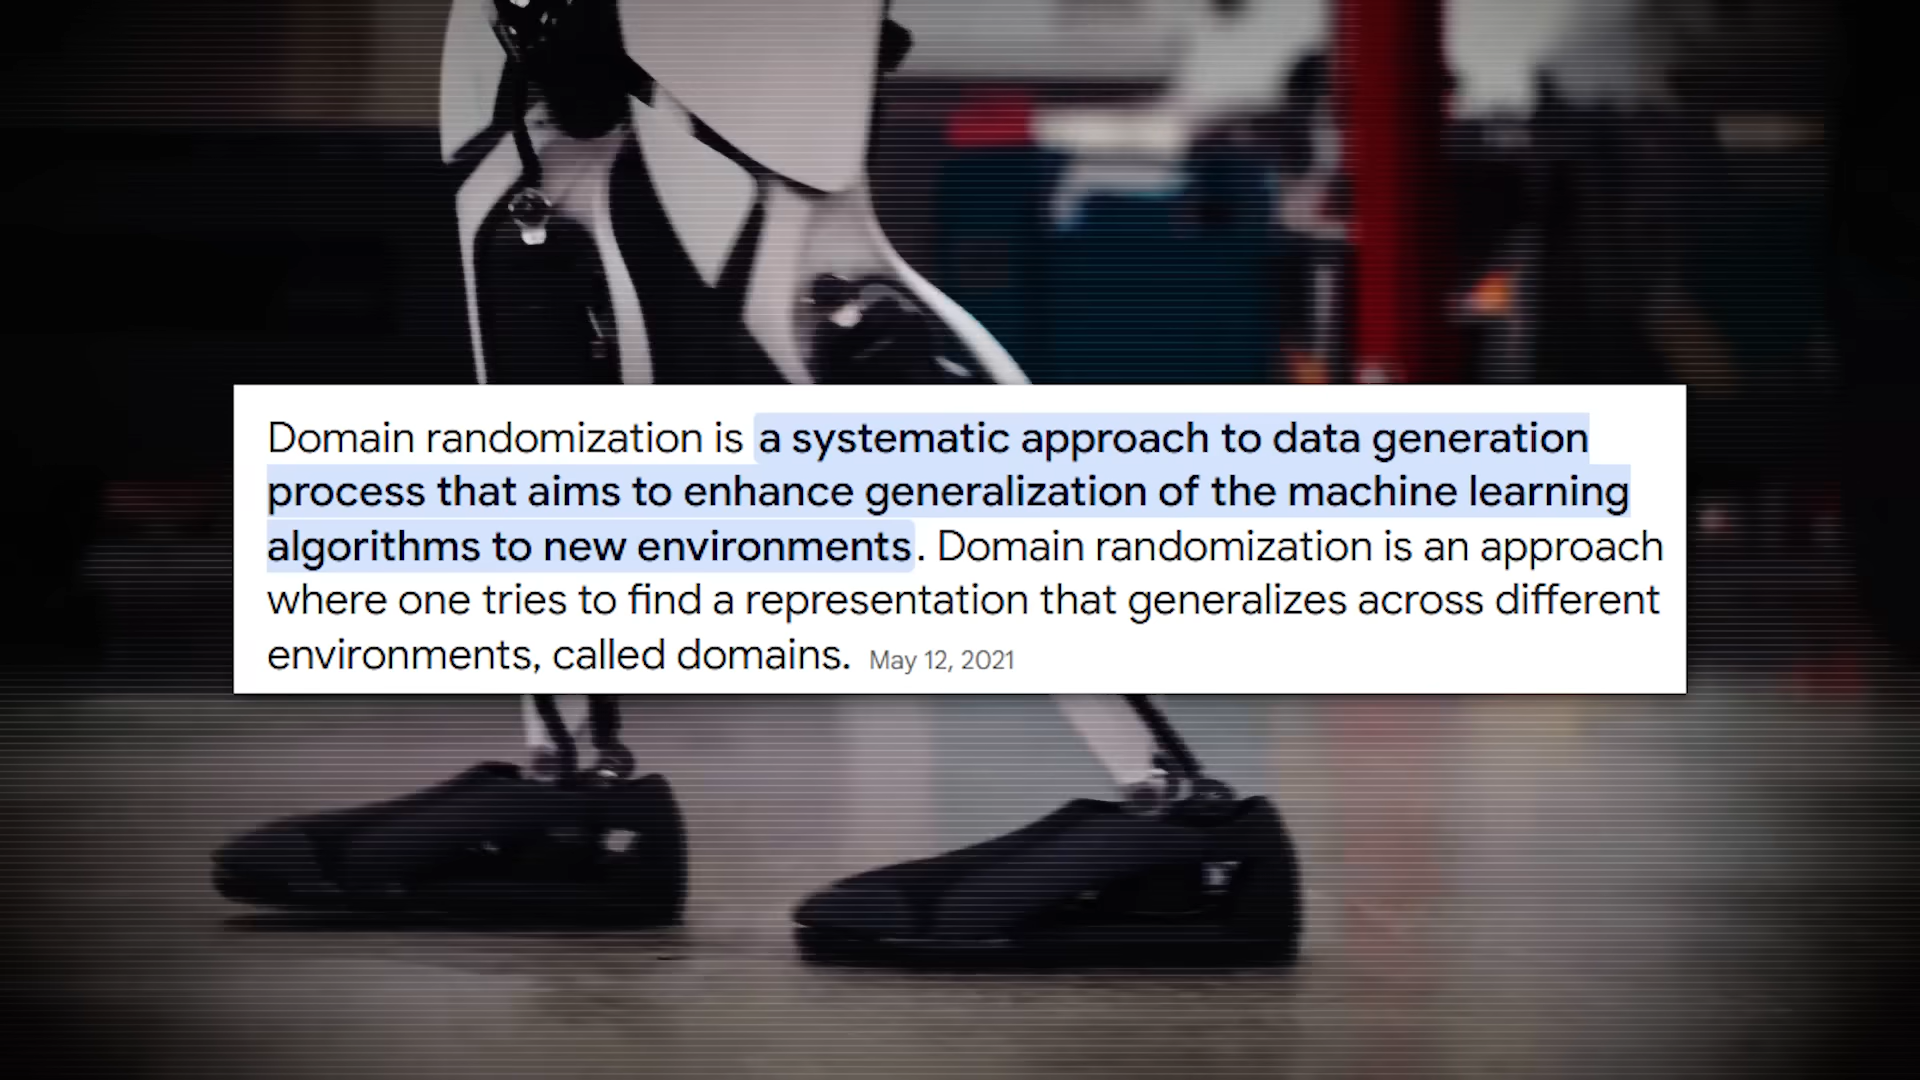 Domain randomization is a systematic approach to data generation
process that aims to enhance generalization of the machine learning
algorithms to new environments. Domain randomization is an approach
where one tries to find a representation that generalizes across different
environments, called domains. May 12, 2021